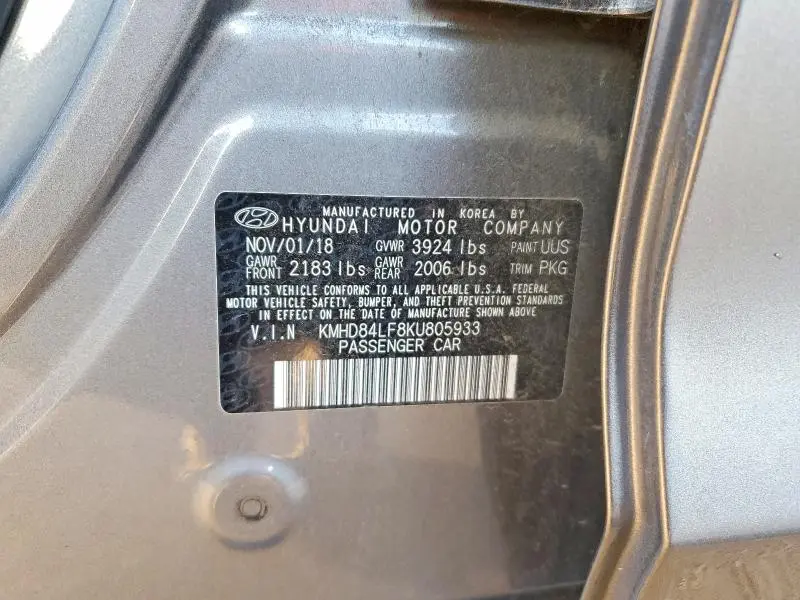 MANUFACTURED IN KOREA BY
HYUNDAI MOTOR COMPANY
NOV/01/18 GVWR 3924 lbs PAINT UUS
GAWR FRONT 2183 lbs GAWR REAR 2006 lbs TRIM PKG
THIS VEHICLE CONFORMS TO ALL APPLICABLE U.S.A. FEDERAL
MOTOR VEHICLE SAFETY, BUMPER, AND THEFT PREVENTION STANDARDS
IN EFFECT ON THE DATE OF MANUFACTURE SHOWN ABOVE
V.I.N KMHD84LF8KU805933
PASSENGER CAR